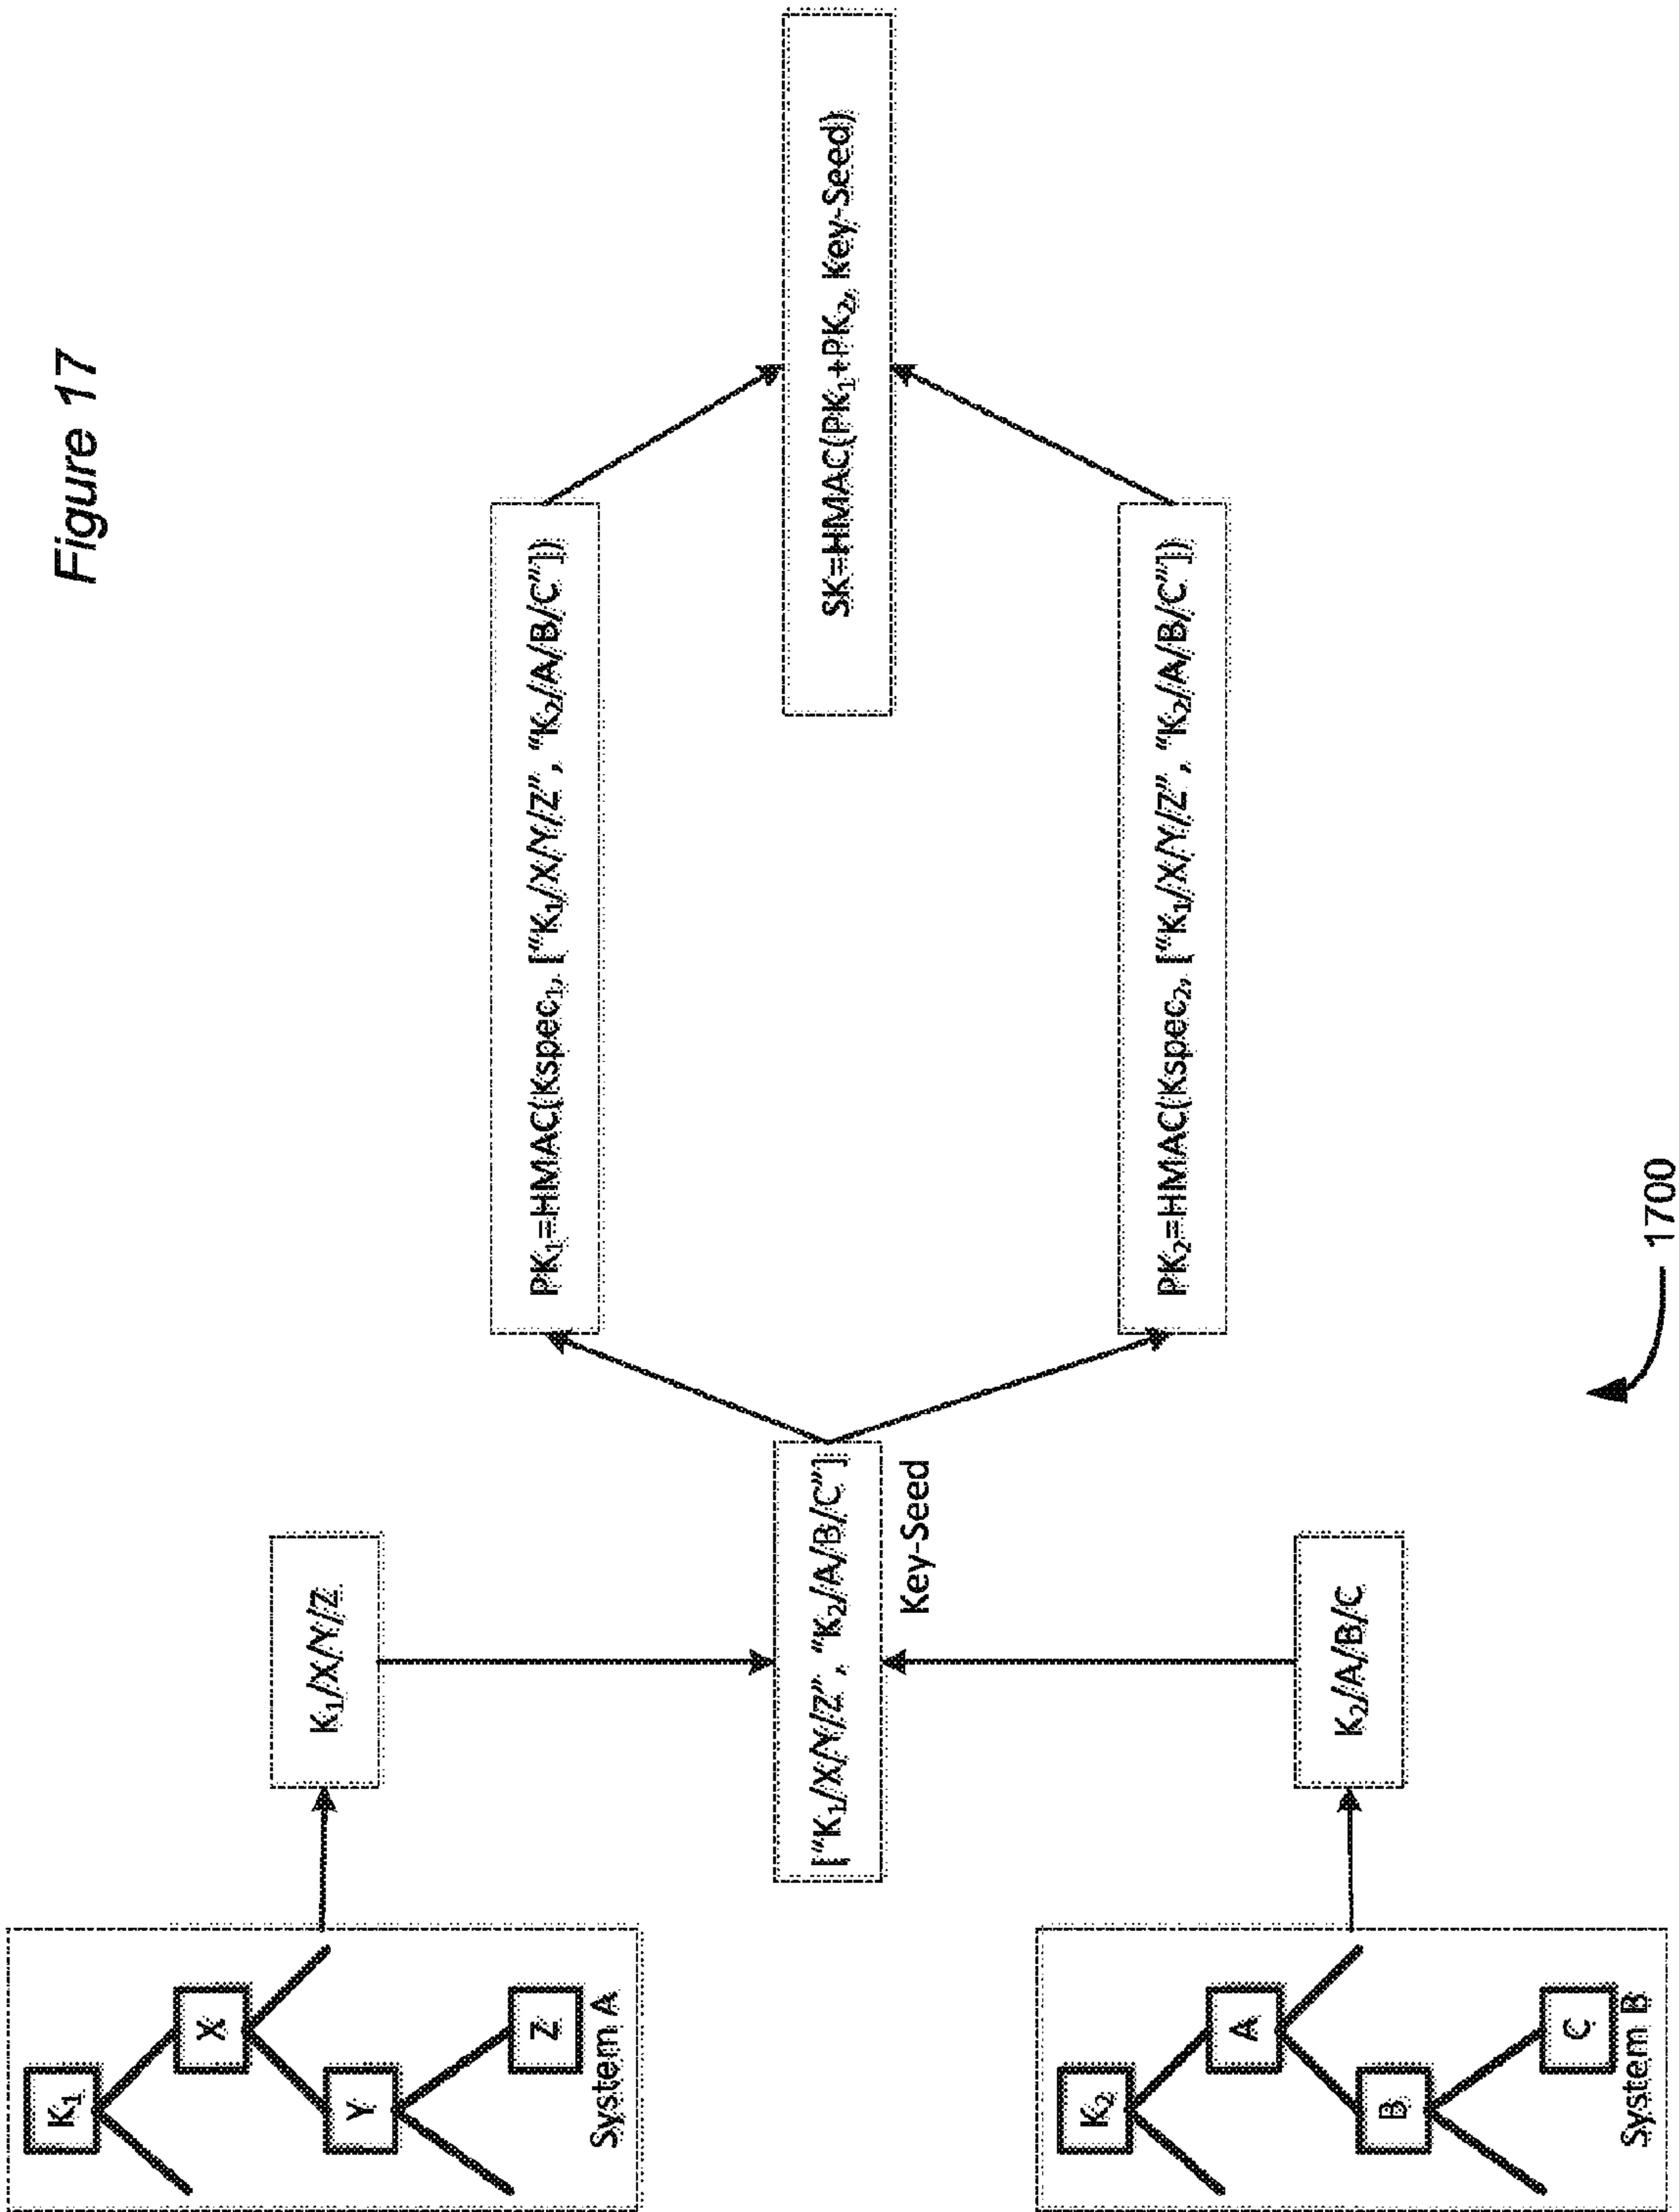 Figure 17
K₁
X
Y
Z
System A
K₁/X/Y/Z
K₂
A
B
C
System B
K₂/A/B/C
["K₁/X/Y/Z", "K₂/A/B/C"]
Key-Seed
PK₁=HMAC(Kspec₁, ["K₁/X/Y/Z", "K₂/A/B/C"])
PK₂=HMAC(Kspec₂, ["K₁/X/Y/Z", "K₂/A/B/C"])
SK=HMAC(PK₁+PK₂, Key-Seed)
1700